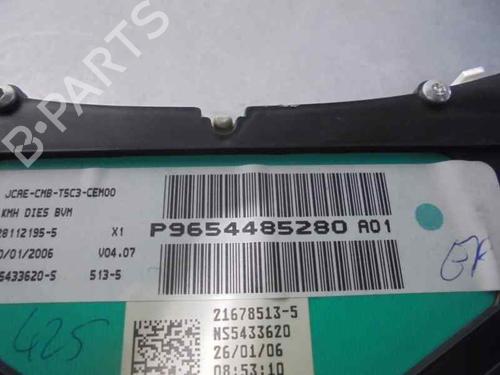 B-PARTS
JCAE-CMB-T5C3-CEM00
KMH DIES BVM
28112195-5 X1
0/01/2006 V04.07
5433620-5 513-5
P9654485280 A01
425
21678513-5
NS5433620
26/01/06
08:53:10